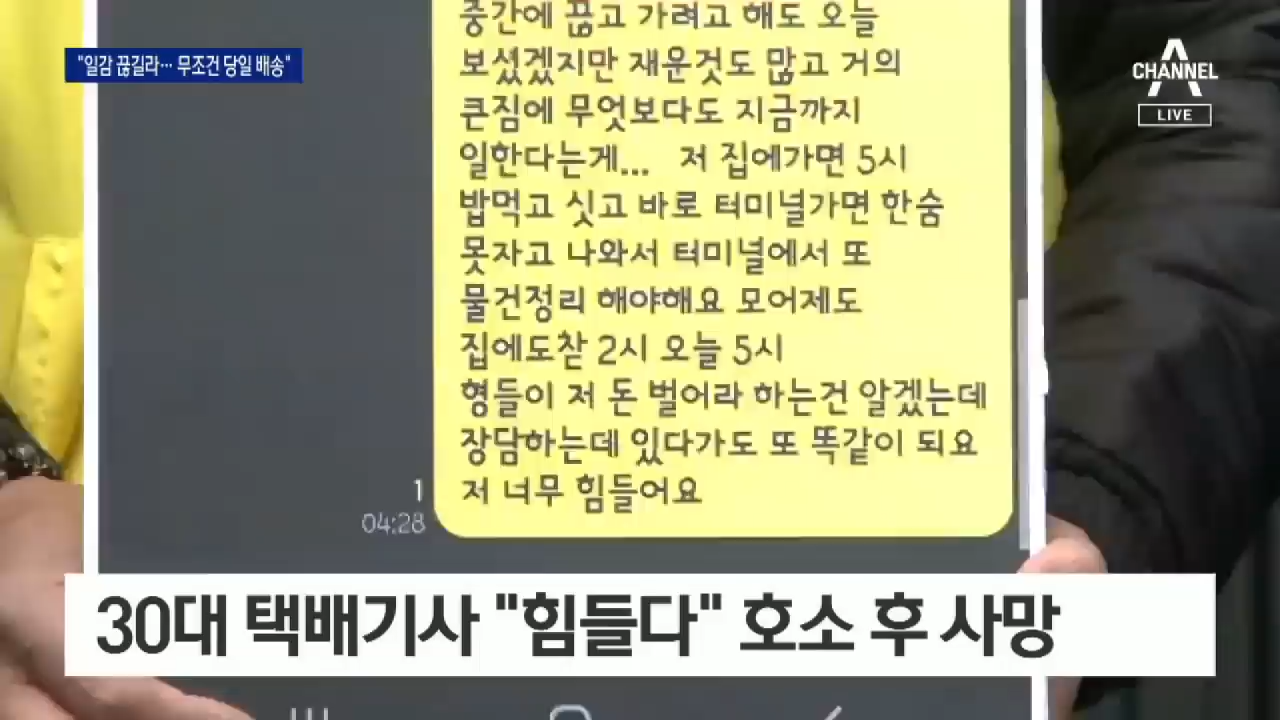 "일감 끊길라… 무조건 당일 배송"
CHANNEL A
LIVE
중간에 끊고 가려고 해도 오늘
보셨겠지만 재운것도 많고 거의
큰짐에 무엇보다도 지금까지
일한다는게... 저 집에가면 5시
밥먹고 싯고 바로 터미널가면 한숨
못자고 나와서 터미널에서 또
물건정리 해야해요 모어제도
집에도찯 2시 오늘 5시
형들이 저 돈 벌어라 하는건 알겠는데
장담하는데 있다가도 또 똑같이 되요
저 너무 힘들어요
1
04:28
30대 택배기사 "힘들다" 호소 후 사망